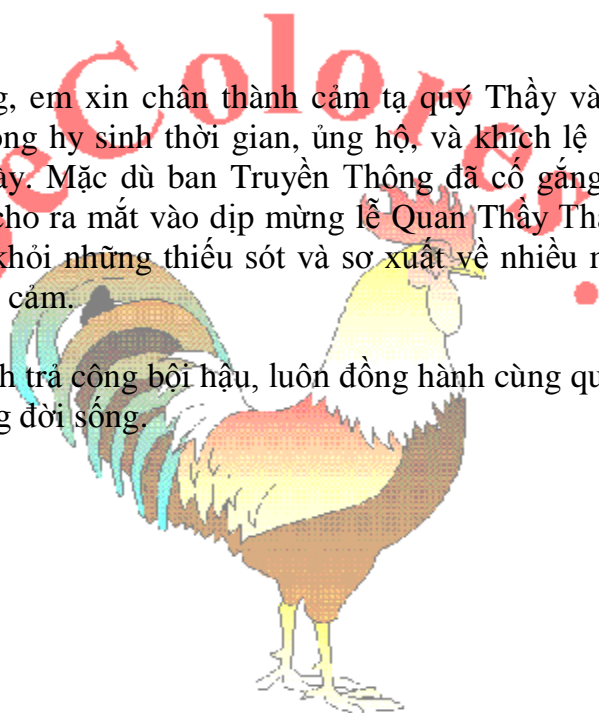 eColores
g, em xin chân thành cảm tạ quý Thầy và
ng hy sinh thời gian, ủng hộ, và khích lệ
ày. Mặc dù ban Truyền Thông đã cố gắng
cho ra mắt vào dịp mừng lễ Quan Thầy Thá
khỏi những thiếu sót và sơ xuất về nhiều m
cảm.
h trả công bội hậu, luôn đồng hành cùng qu
g đời sống.